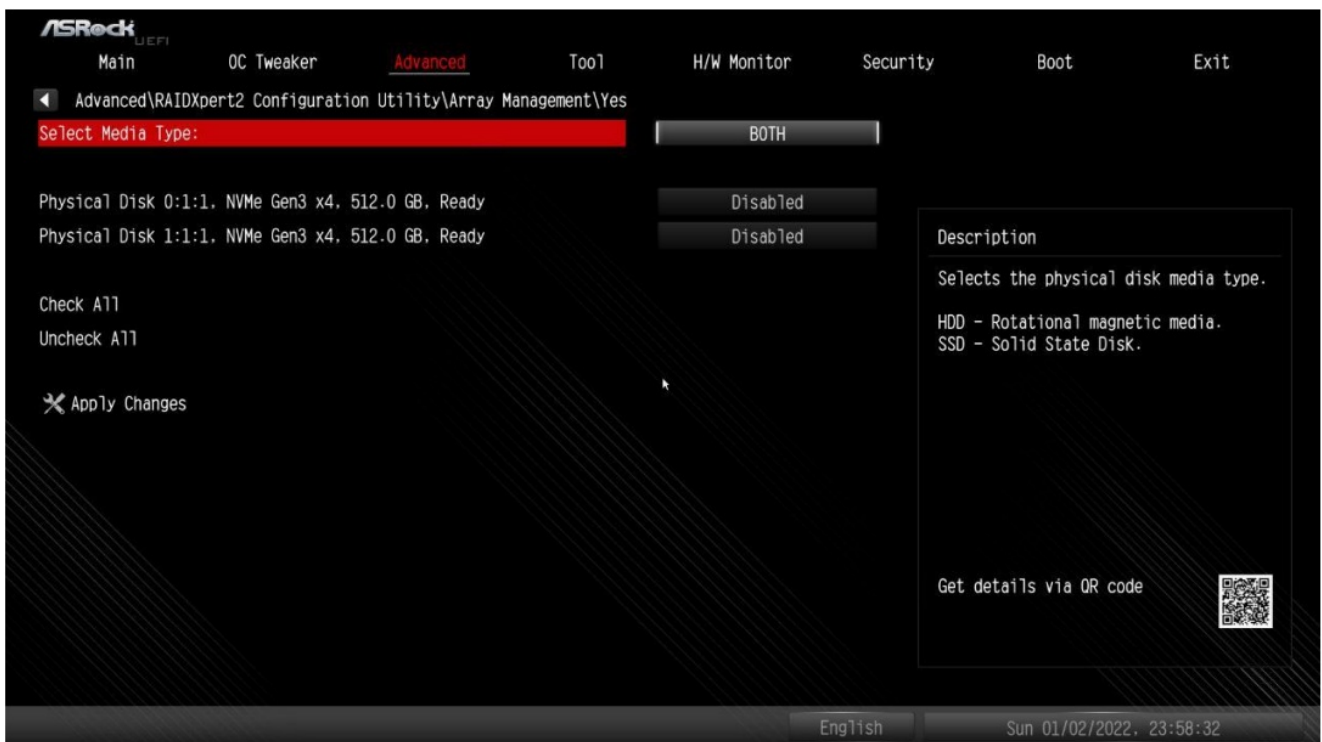 ASRock UEFI
Main OC Tweaker Advanced Tool H/W Monitor Security Boot Exit
Advanced\RAIDXpert2 Configuration Utility\Array Management\Yes
Select Media Type: BOTH
Physical Disk 0:1:1, NVMe Gen3 x4, 512.0 GB, Ready Disabled
Physical Disk 1:1:1, NVMe Gen3 x4, 512.0 GB, Ready Disabled
Check All
Uncheck All
Apply Changes
Description
Selects the physical disk media type.
HDD - Rotational magnetic media.
SSD - Solid State Disk.
Get details via QR code
English Sun 01/02/2022, 23:58:32